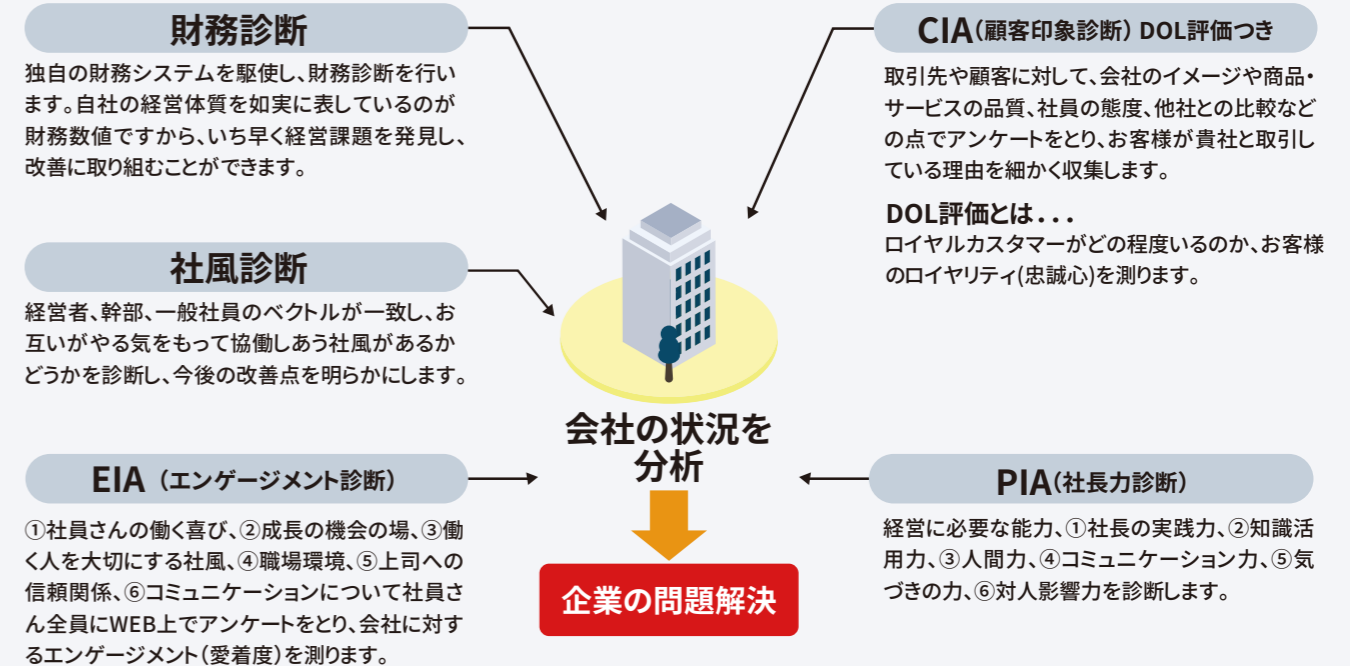 財務診断
独自の財務システムを駆使し、財務診断を行い
ます。自社の経営体質を如実に表しているのが
財務数値ですから、いち早く経営課題を発見し、
改善に取り組むことができます。
社風診断
経営者、幹部、一般社員のベクトルが一致し、お
互いがやる気をもって協働しあう社風があるか
どうかを診断し、今後の改善点を明らかにします。
EIA（エンゲージメント診断）
①社員さんの働く喜び、②成長の機会の場、③働
く人を大切にする社風、④職場環境、⑤上司への
信頼関係、⑥コミュニケーションについて社員さ
ん全員にWEB上でアンケートをとり、会社に対す
るエンゲージメント（愛着度）を測ります。
CIA（顧客印象診断）DOL評価つき
取引先や顧客に対して、会社のイメージや商品・
サービスの品質、社員の態度、他社との比較など
の点でアンケートをとり、お客様が貴社と取引し
ている理由を細かく収集します。
DOL評価とは...
ロイヤルカスタマーがどの程度いるのか、お客様
のロイヤリティ(忠誠心)を測ります。
PIA（社長力診断）
経営に必要な能力、①社長の実践力、②知識活
用力、③人間力、④コミュニケーション力、⑤気
づきの力、⑥対人影響力を診断します。
会社の状況を
分析
企業の問題解決